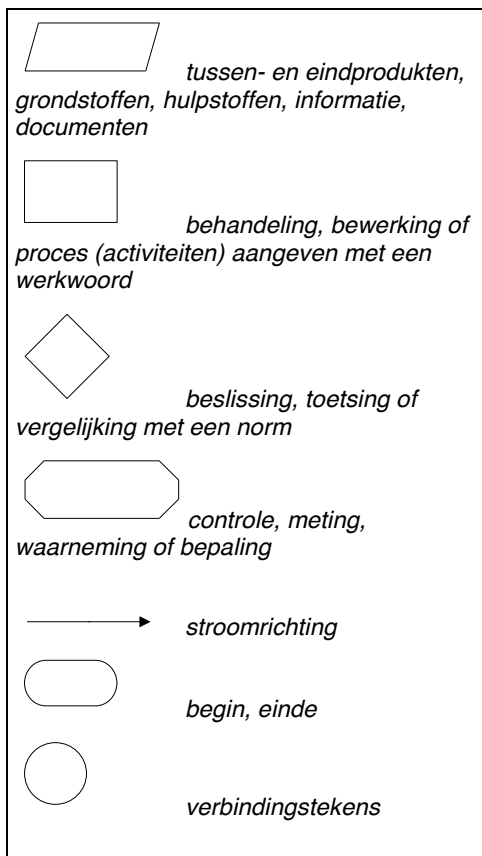 tussen- en eindprodukten,
grondstoffen, hulpstoffen, informatie,
documenten
behandeling, bewerking of
proces (activiteiten) aangeven met een
werkwoord
beslissing, toetsing of
vergelijking met een norm
controle, meting,
waarneming of bepaling
stroomrichting
begin, einde
verbindingstekens